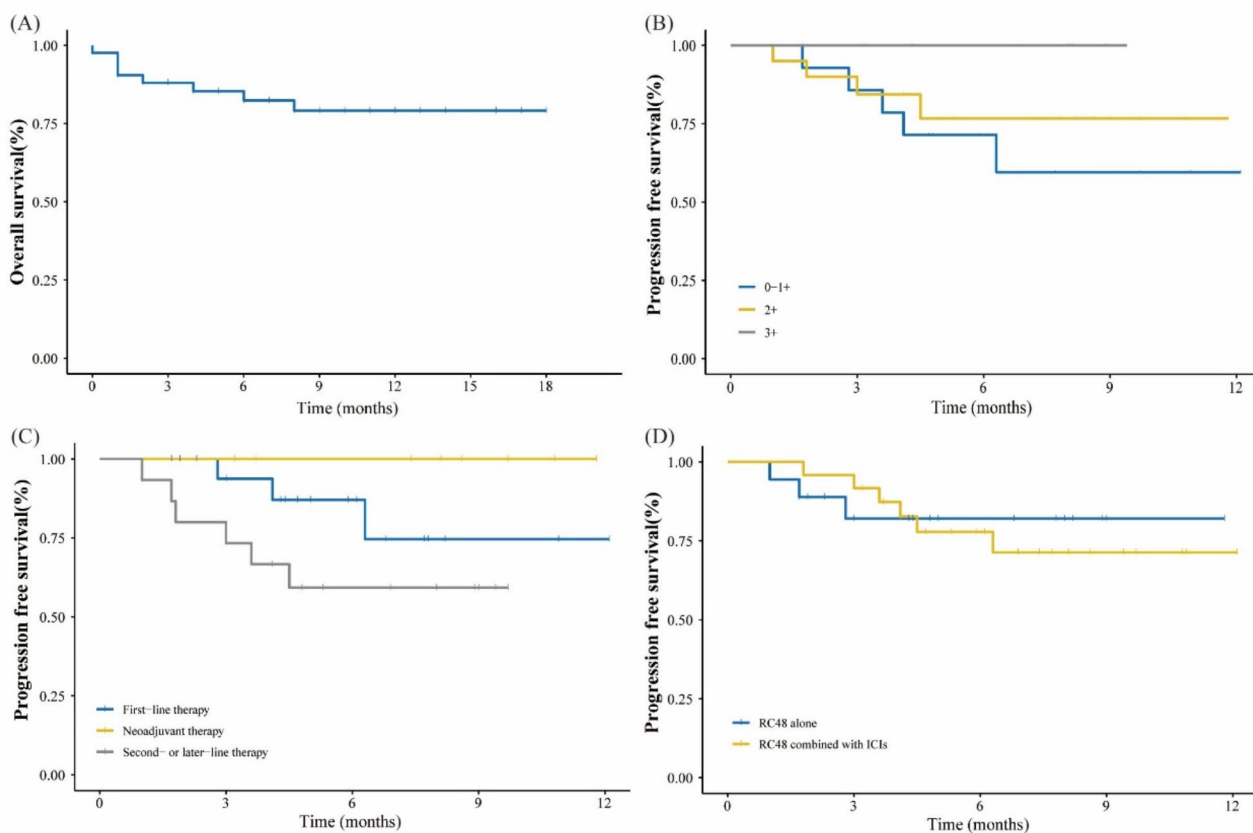 (A)
Overall survival(%)
1.00
0.75
0.50
0.25
0.00
0 3 6 9 12 15 18
Time (months)
(B)
Progression free survival(%)
1.00
0.75
0.50
0.25
0.00
0−1+
2+
3+
0 3 6 9 12
Time (months)
(C)
Progression free survival(%)
1.00
0.75
0.50
0.25
0.00
First−line therapy
Neoadjuvant therapy
Second− or later−line therapy
0 3 6 9 12
Time (months)
(D)
Progression free survival(%)
1.00
0.75
0.50
0.25
0.00
RC48 alone
RC48 combined with ICIs
0 3 6 9 12
Time (months)